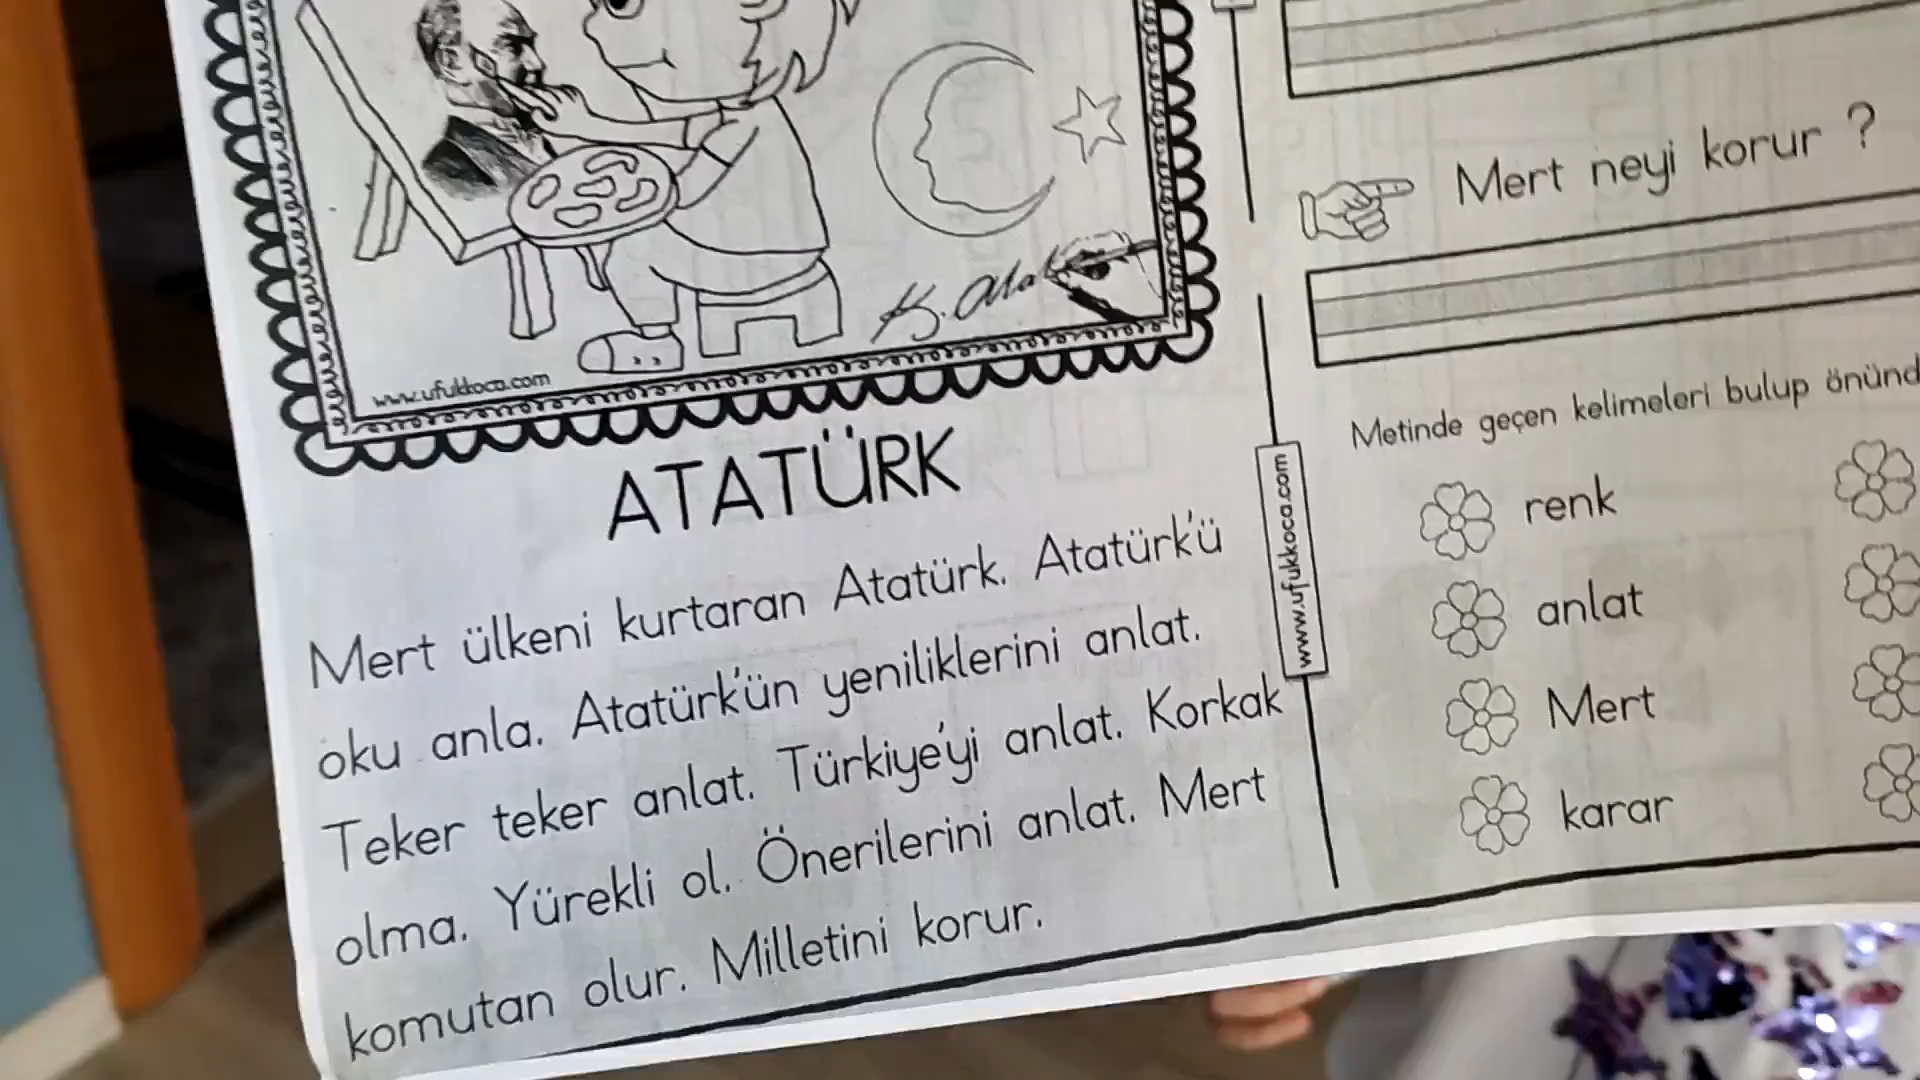 www.ufukkoca.com
ATATÜRK
Mert ülkeni kurtaran Atatürk. Atatürk'ü
oku anla. Atatürk'ün yeniliklerini anlat.
Teker teker anlat. Türkiye'yi anlat. Korkak
olma. Yürekli ol. Önerilerini anlat. Mert
komutan olur. Milletini korur.
www.ufukkoca.com
Mert neyi korur ?
Metinde geçen kelimeleri bulup
renk
anlat
Mert
karar